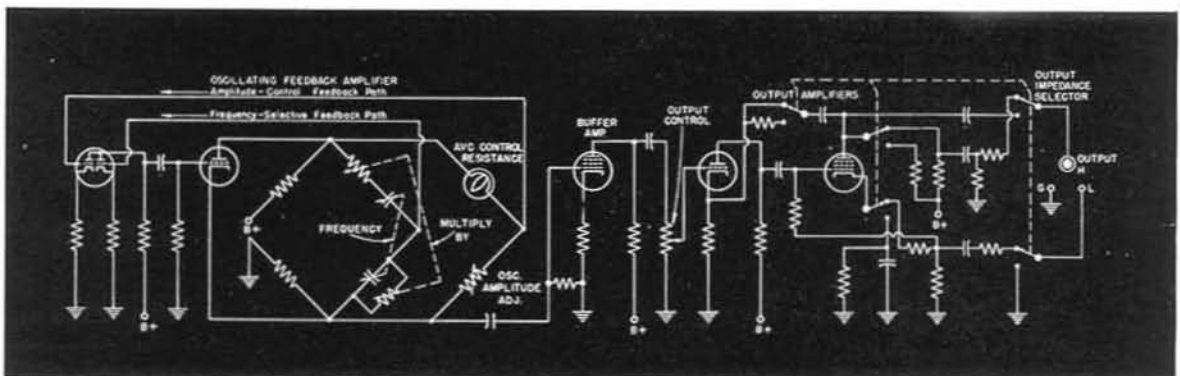 OSCILLATING FEEDBACK AMPLIFIER
Amplitude-Control Feedback Path
Frequency-Selective Feedback Path
AVC CONTROL
RESISTANCE
B+
FREQUENCY
MULTIPLY
BY
OSC.
AMPLITUDE
ADJ.
B+
BUFFER
AMP
OUTPUT
CONTROL
B+
OUTPUT AMPLIFIERS
B+
B+
OUTPUT
IMPEDANCE
SELECTOR
OUTPUT
H
G
L